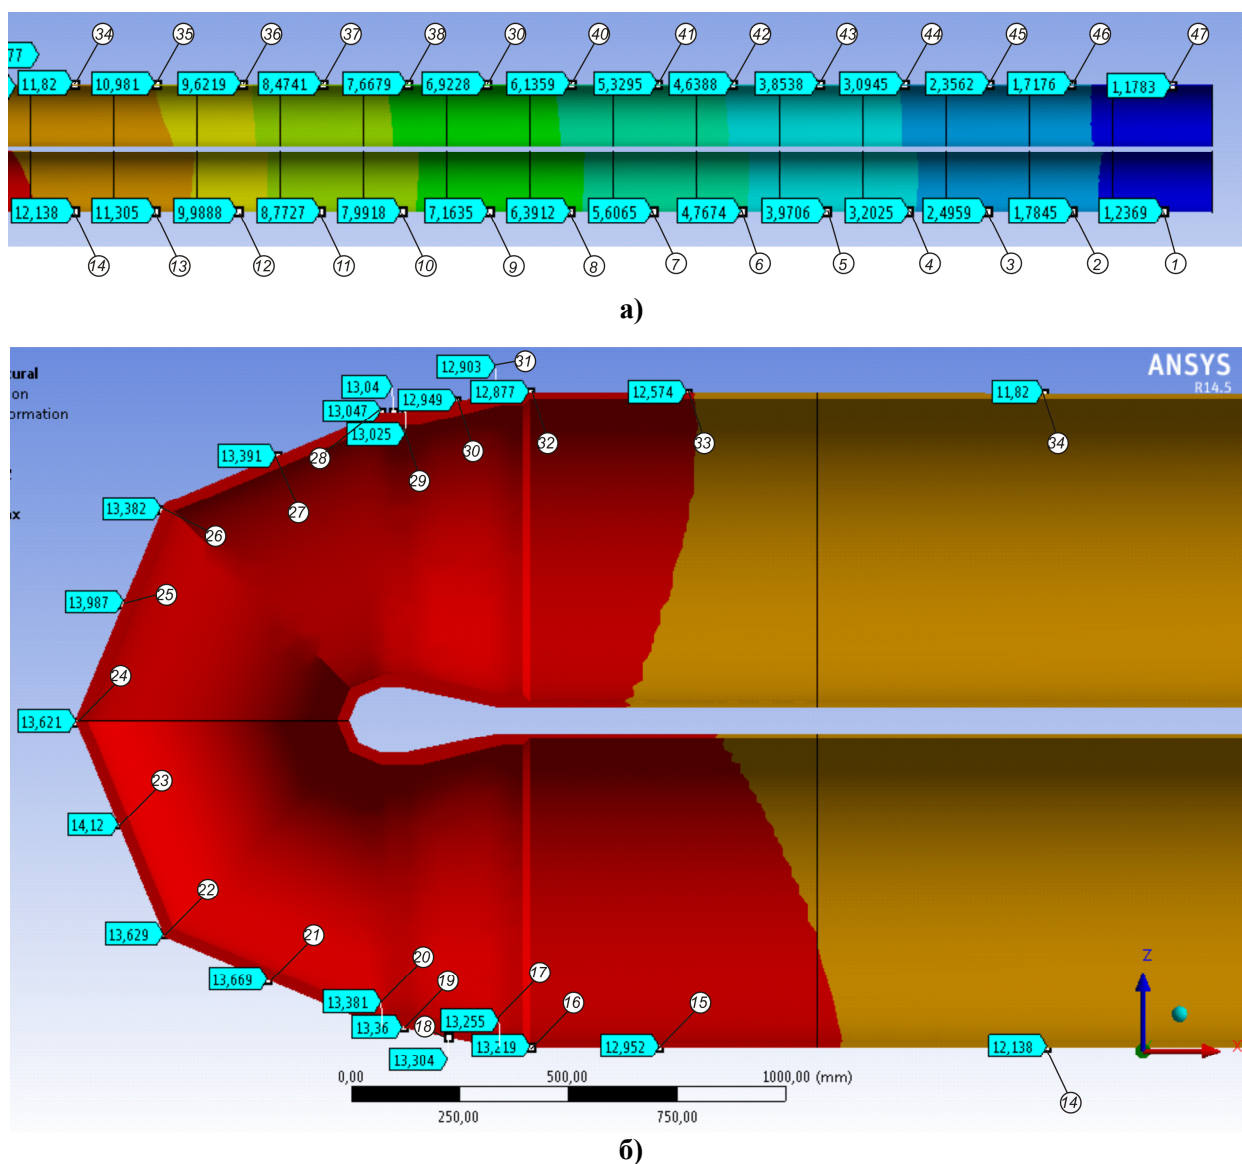 34 35 36 37 38 30 40 41 42 43 44 45 46 47
77
11,82 10,981 9,6219 8,4741 7,6679 6,9228 6,1359 5,3295 4,6388 3,8538 3,0945 2,3562 1,7176 1,1783
12,138 11,305 9,9888 8,7727 7,9918 7,1635 6,3912 5,6065 4,7674 3,9706 3,2025 2,4959 1,7845 1,2369
14 13 12 11 10 9 8 7 6 5 4 3 2 1
а)
ural
on
ormation
ax
ANSYS
R14.5
12,903 31
13,04 12,949 12,877 12,574 11,82
13,047
13,025
32 33 34
30
13,391 28
29
13,382 27
26
13,987 25
24
13,621
23
14,12
22
13,629 21
20
13,669 19 17
13,381 16 15
13,36 18 13,255
13,219 12,952 12,138
13,304
Z
X
14
0,00 500,00 1000,00 (mm)
250,00 750,00
б)